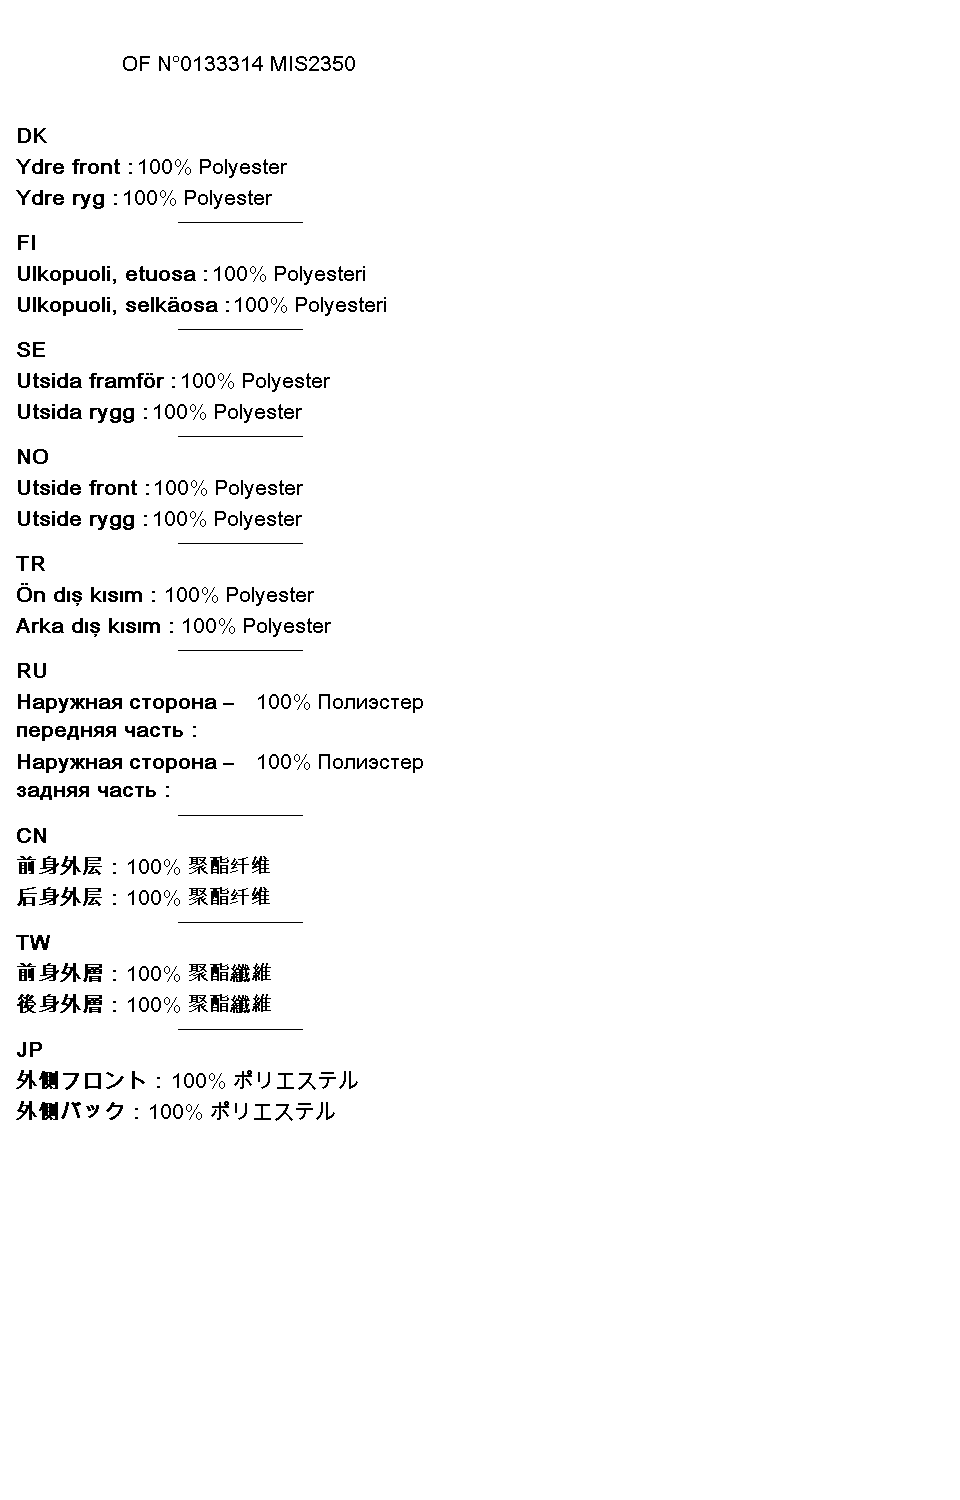 OF N°0133314 MIS2350
DK
Ydre front : 100% Polyester
Ydre ryg : 100% Polyester
FI
Ulkopuoli, etuosa : 100% Polyesteri
Ulkopuoli, selkäosa : 100% Polyesteri
SE
Utsida framför : 100% Polyester
Utsida rygg : 100% Polyester
NO
Utside front : 100% Polyester
Utside rygg : 100% Polyester
TR
Ön dış kısım : 100% Polyester
Arka dış kısım : 100% Polyester
RU
Наружная сторона – 100% Полиэстер
передняя часть :
Наружная сторона – 100% Полиэстер
задняя часть :
CN
前身外层 : 100% 聚酯纤维
后身外层 : 100% 聚酯纤维
TW
前身外層 : 100% 聚酯纖維
後身外層 : 100% 聚酯纖維
JP
外側フロント : 100% ポリエステル
外側バック : 100% ポリエステル